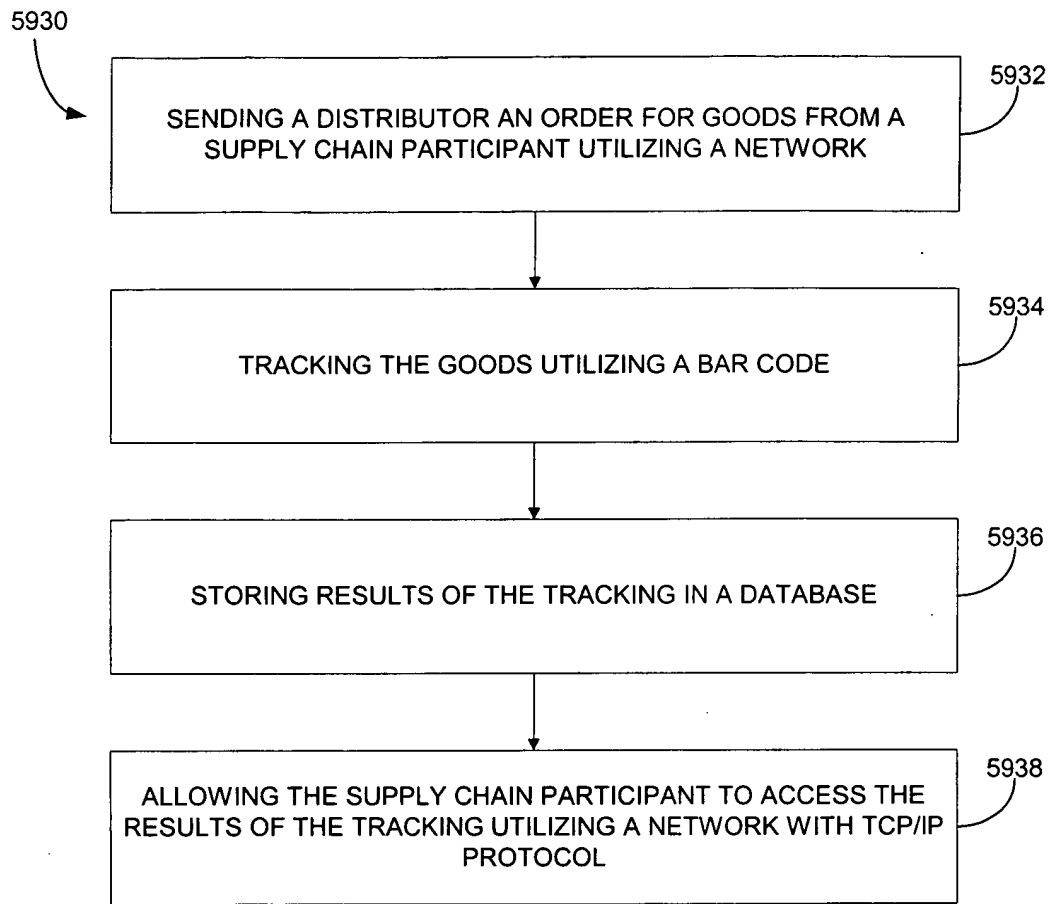 5930
5932
SENDING A DISTRIBUTOR AN ORDER FOR GOODS FROM A
SUPPLY CHAIN PARTICIPANT UTILIZING A NETWORK
5934
TRACKING THE GOODS UTILIZING A BAR CODE
5936
STORING RESULTS OF THE TRACKING IN A DATABASE
5938
ALLOWING THE SUPPLY CHAIN PARTICIPANT TO ACCESS THE
RESULTS OF THE TRACKING UTILIZING A NETWORK WITH TCP/IP
PROTOCOL